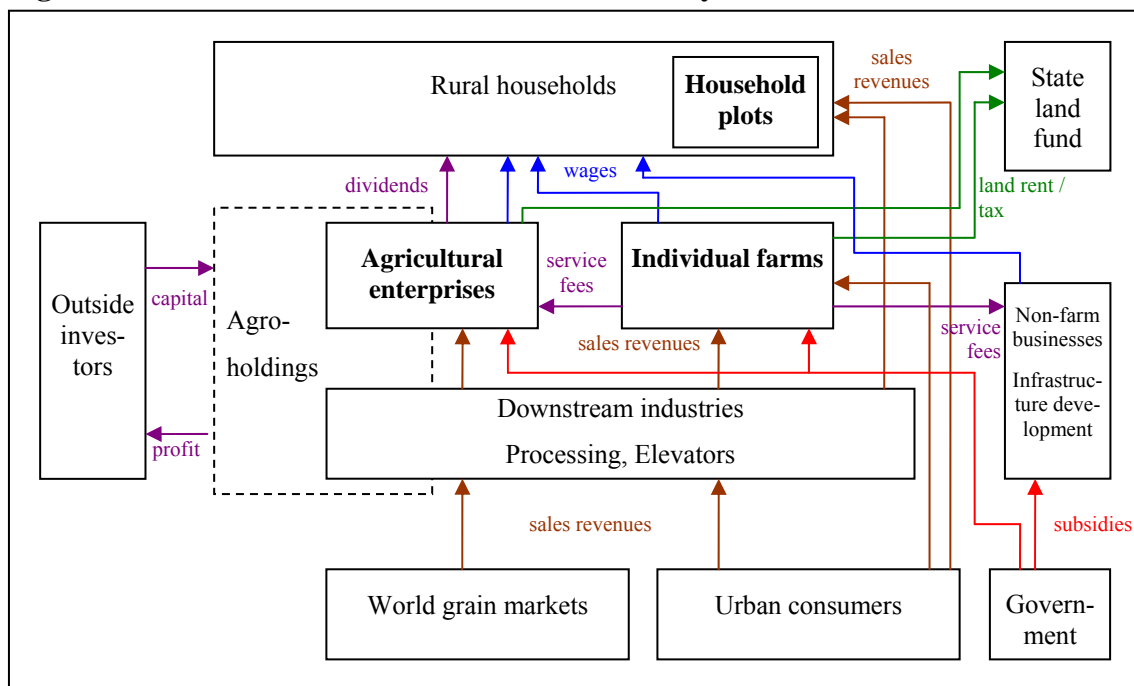 Rural households
Household
plots
sales
revenues
State
land
fund
dividends
wages
land rent /
tax
Outside
inves-
tors
capital
profit
Agro-
holdings
Agricultural
enterprises
service
fees
Individual farms
service
fees
Non-farm
businesses
Infrastruc-
ture deve-
lopment
sales revenues
Downstream industries
Processing, Elevators
sales revenues
subsidies
World grain markets
Urban consumers
Govern-
ment